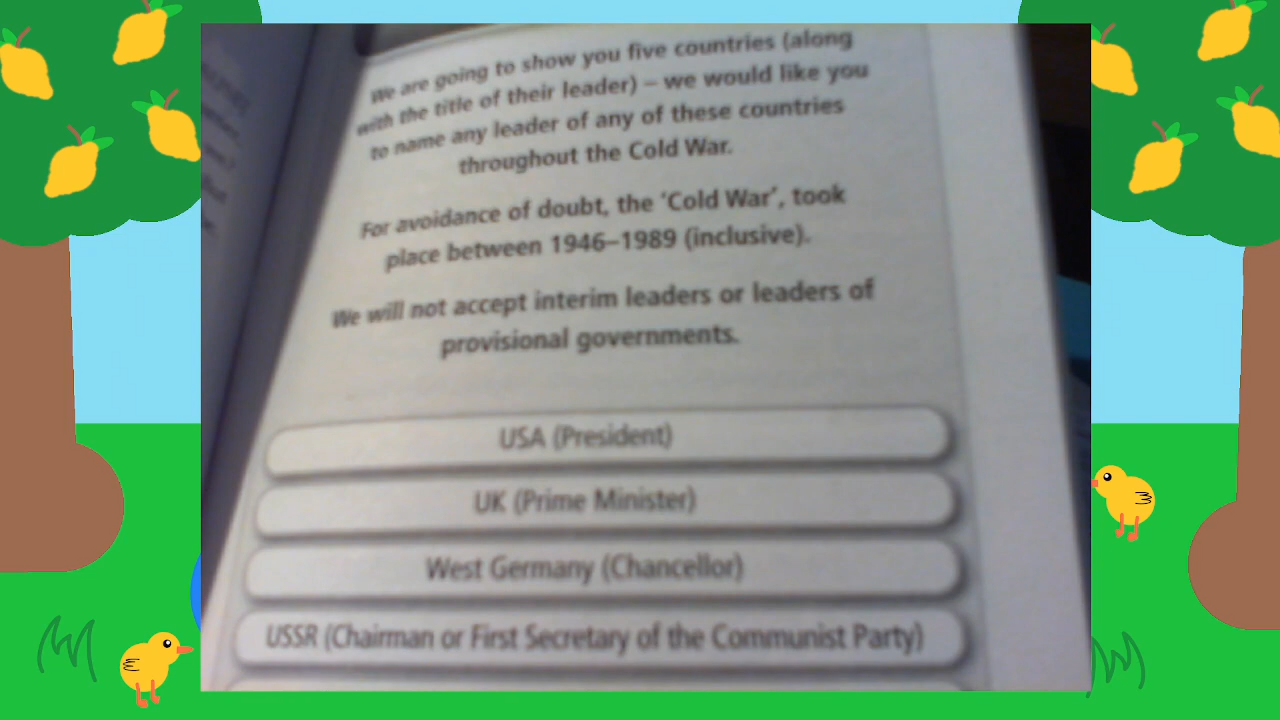 We are going to show you five countries (along
with the title of their leader) – we would like you
to name any leader of any of these countries
throughout the Cold War.
For avoidance of doubt, the ‘Cold War’, took
place between 1946–1989 (inclusive).
We will not accept interim leaders or leaders of
provisional governments.
USA (President)
UK (Prime Minister)
West Germany (Chancellor)
USSR (Chairman or First Secretary of the Communist Party)